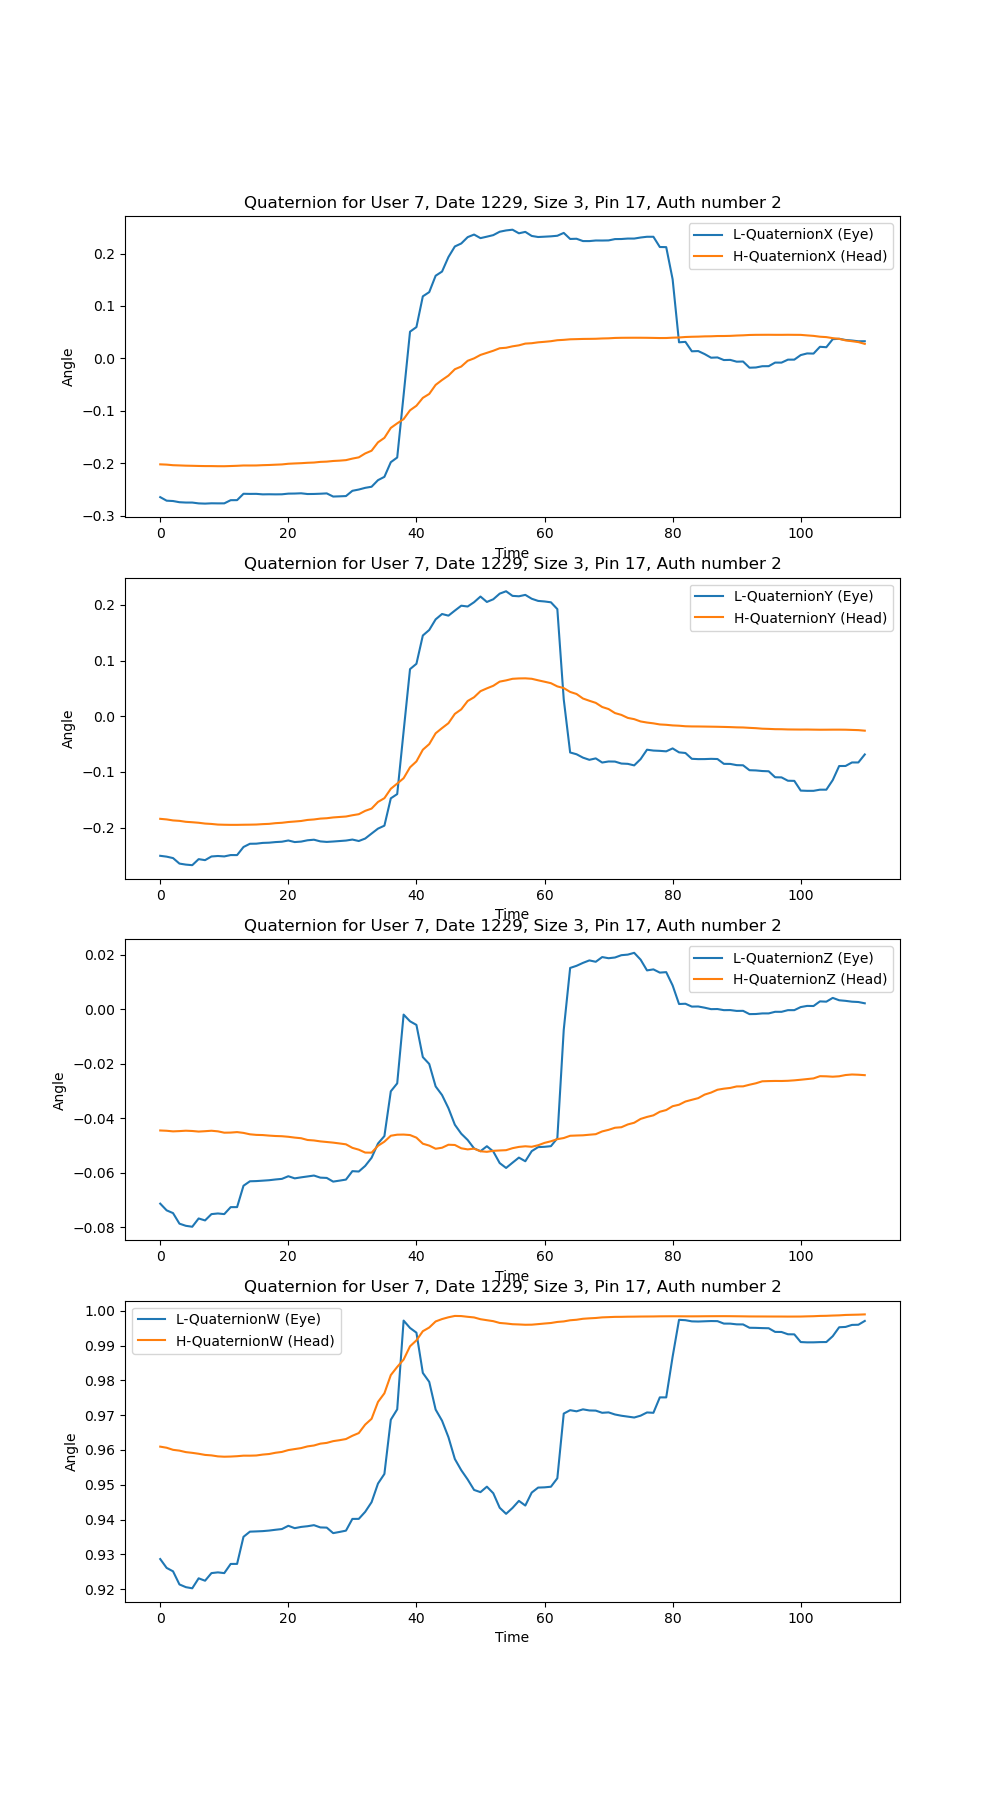 Quaternion for User 7, Date 1229, Size 3, Pin 17, Auth number 2
L-QuaternionX (Eye)
H-QuaternionX (Head)
0.2
0.1
0.0
−0.1
−0.2
−0.3
Angle
0 20 40 60 80 100
Time
Quaternion for User 7, Date 1229, Size 3, Pin 17, Auth number 2
L-QuaternionY (Eye)
H-QuaternionY (Head)
0.2
0.1
0.0
−0.1
−0.2
Angle
0 20 40 60 80 100
Time
Quaternion for User 7, Date 1229, Size 3, Pin 17, Auth number 2
L-QuaternionZ (Eye)
H-QuaternionZ (Head)
0.02
0.00
−0.02
−0.04
−0.06
−0.08
Angle
0 20 40 60 80 100
Time
Quaternion for User 7, Date 1229, Size 3, Pin 17, Auth number 2
L-QuaternionW (Eye)
H-QuaternionW (Head)
1.00
0.99
0.98
0.97
0.96
0.95
0.94
0.93
0.92
Angle
0 20 40 60 80 100
Time